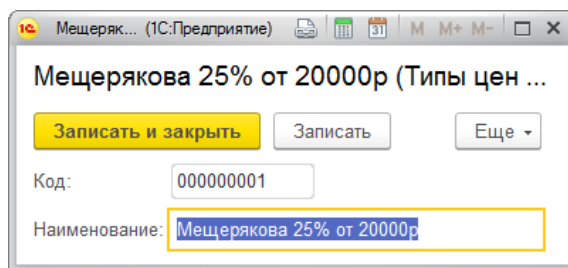 1С Мещеряк... (1С:Предприятие) 31 М М+ М-
Мещерякова 25% от 20000р (Типы цен ...
Записать и закрыть Записать Еще
Код: 000000001
Наименование: Мещерякова 25% от 20000р